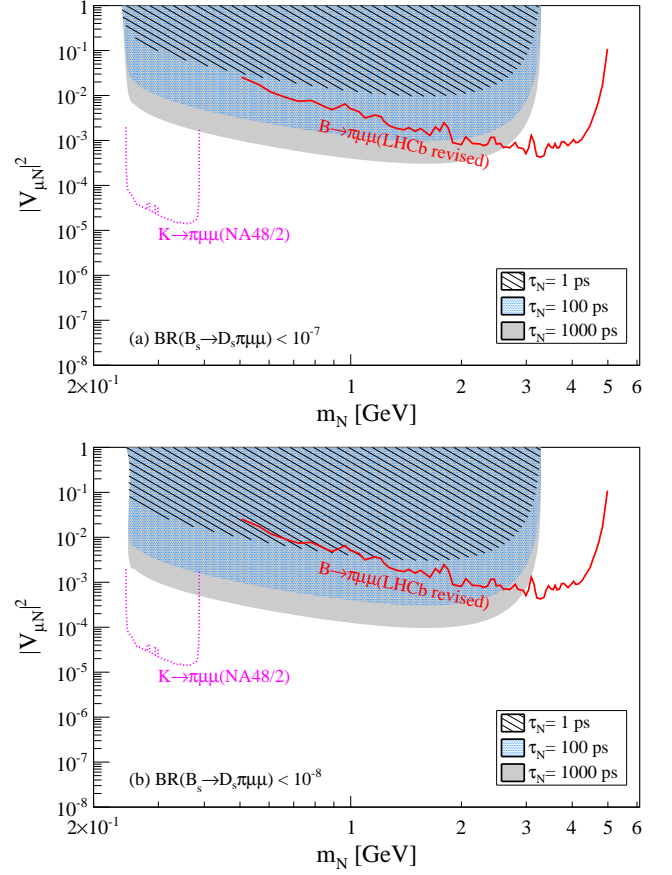 1
10⁻¹
10⁻²
10⁻³
10⁻⁴
10⁻⁵
10⁻⁶
10⁻⁷
10⁻⁸
|V_μN|²
B→πμμ(LHCb revised)
K→πμμ(NA48/2)
τ_N= 1 ps
τ_N= 100 ps
τ_N= 1000 ps
(a) BR(B_s→D_sπμμ) < 10⁻⁷
2×10⁻¹ 1 2 3 4 5 6
m_N [GeV]
1
10⁻¹
10⁻²
10⁻³
10⁻⁴
10⁻⁵
10⁻⁶
10⁻⁷
10⁻⁸
|V_μN|²
B→πμμ(LHCb revised)
K→πμμ(NA48/2)
τ_N= 1 ps
τ_N= 100 ps
τ_N= 1000 ps
(b) BR(B_s→D_sπμμ) < 10⁻⁸
2×10⁻¹ 1 2 3 4 5 6
m_N [GeV]